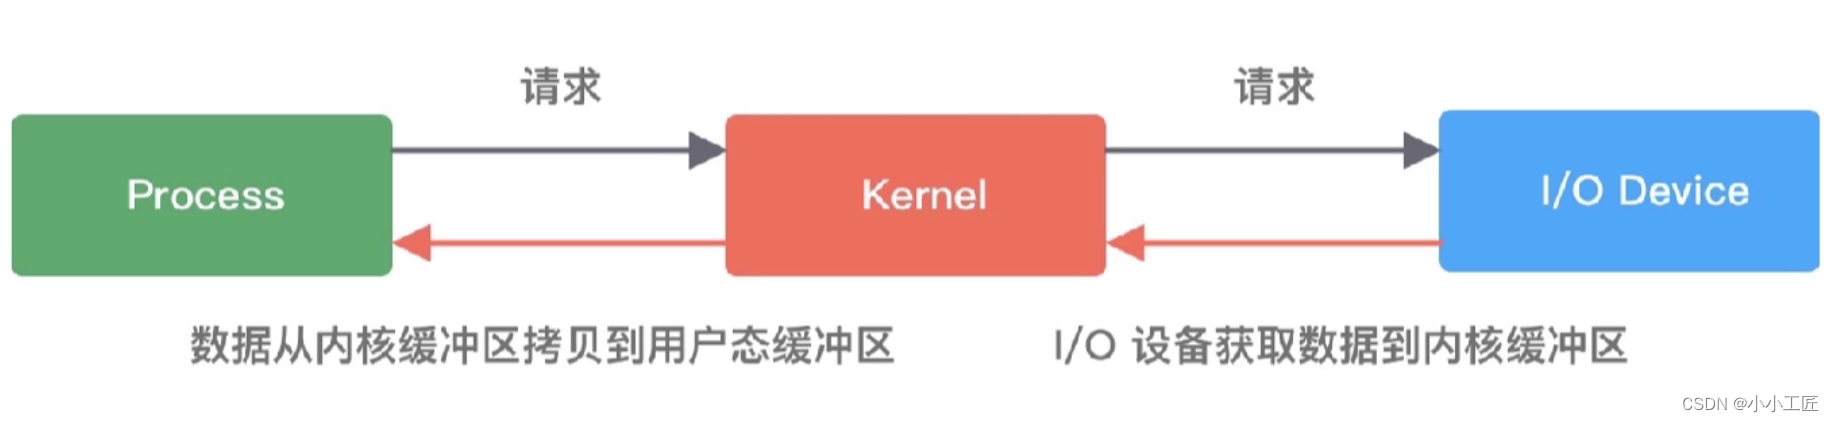 请求
请求
Process
Kernel
I/O Device
数据从内核缓冲区拷贝到用户态缓冲区
I/O 设备获取数据到内核缓冲区
CSDN @小小工匠